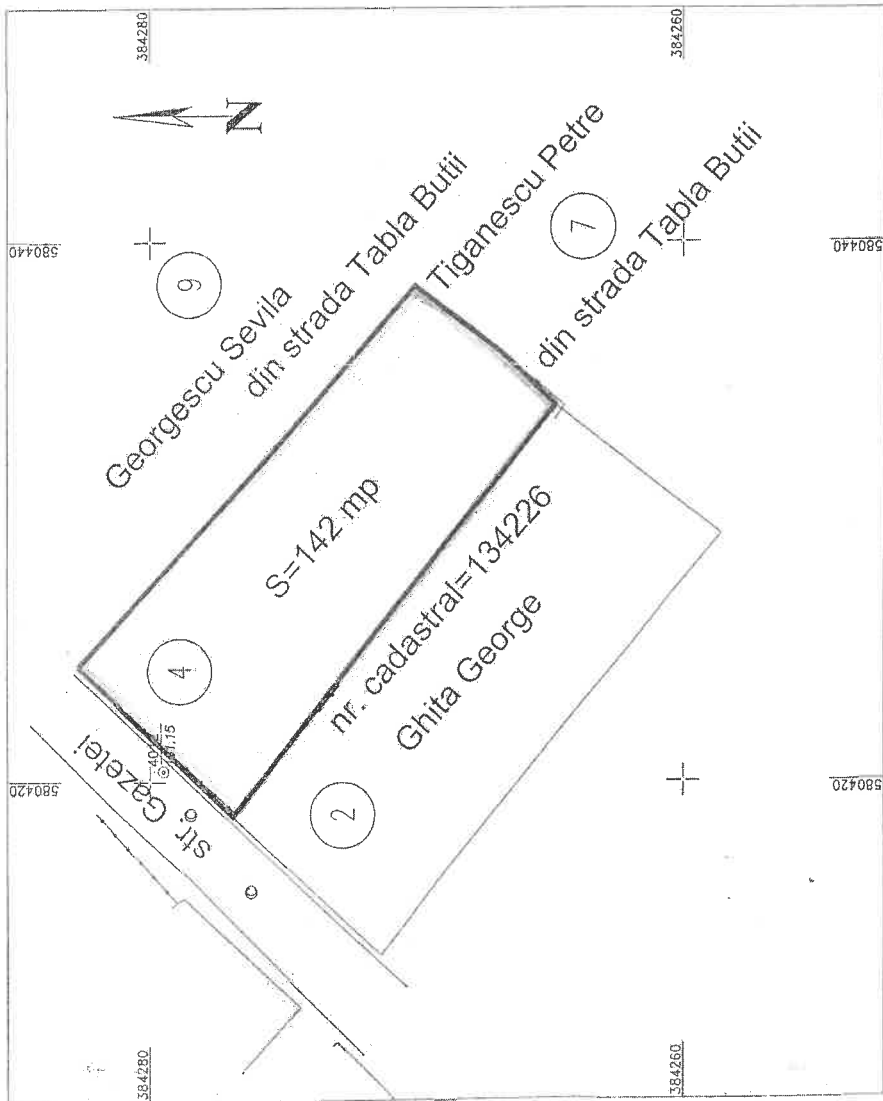 384280
384260
N
580440
580440
9
Georgescu Sevila
din strada Tabla Butii
Tiganescu Petre
7
din strada Tabla Butii
S=142 mp
4
nr. cadastral=134226
Ghita George
2
str. Gazetei
580420
580420
384280
384260